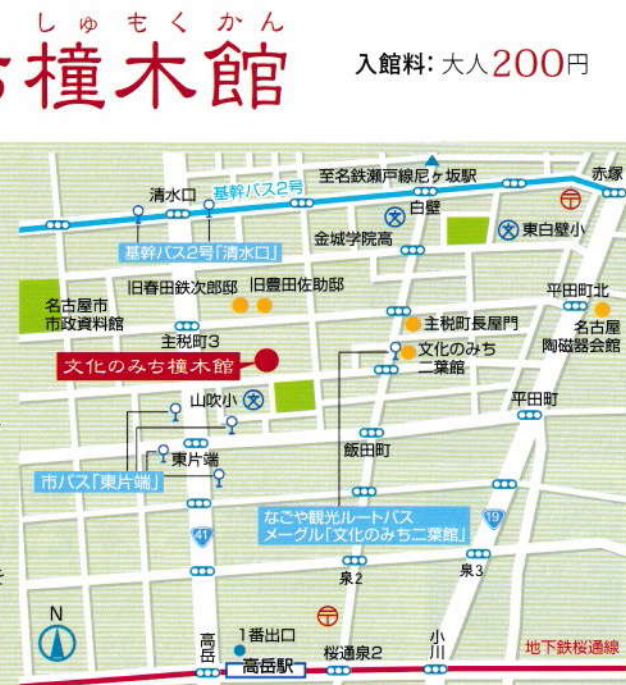 しゅもくかん
撞木館
入館料: 大人200円
至名鉄瀬戸線尼ヶ坂駅
赤塚
清水口
基幹バス2号
白壁
金城学院高
東白壁小
基幹バス2号「清水口」
旧春田鉄次郎邸
旧豊田佐助邸
平田町北
名古屋市
市政資料館
主税町3
主税町長屋門
名古屋
陶磁器会館
文化のみち撞木館
文化のみち
二葉館
山吹小
平田町
飯田町
東片端
市バス「東片端」
なごや観光ルートバス
メーグル「文化のみち二葉館」
19
41
泉2
泉3
N
高岳
1番出口
高岳駅
桜通泉2
小川
地下鉄桜通線